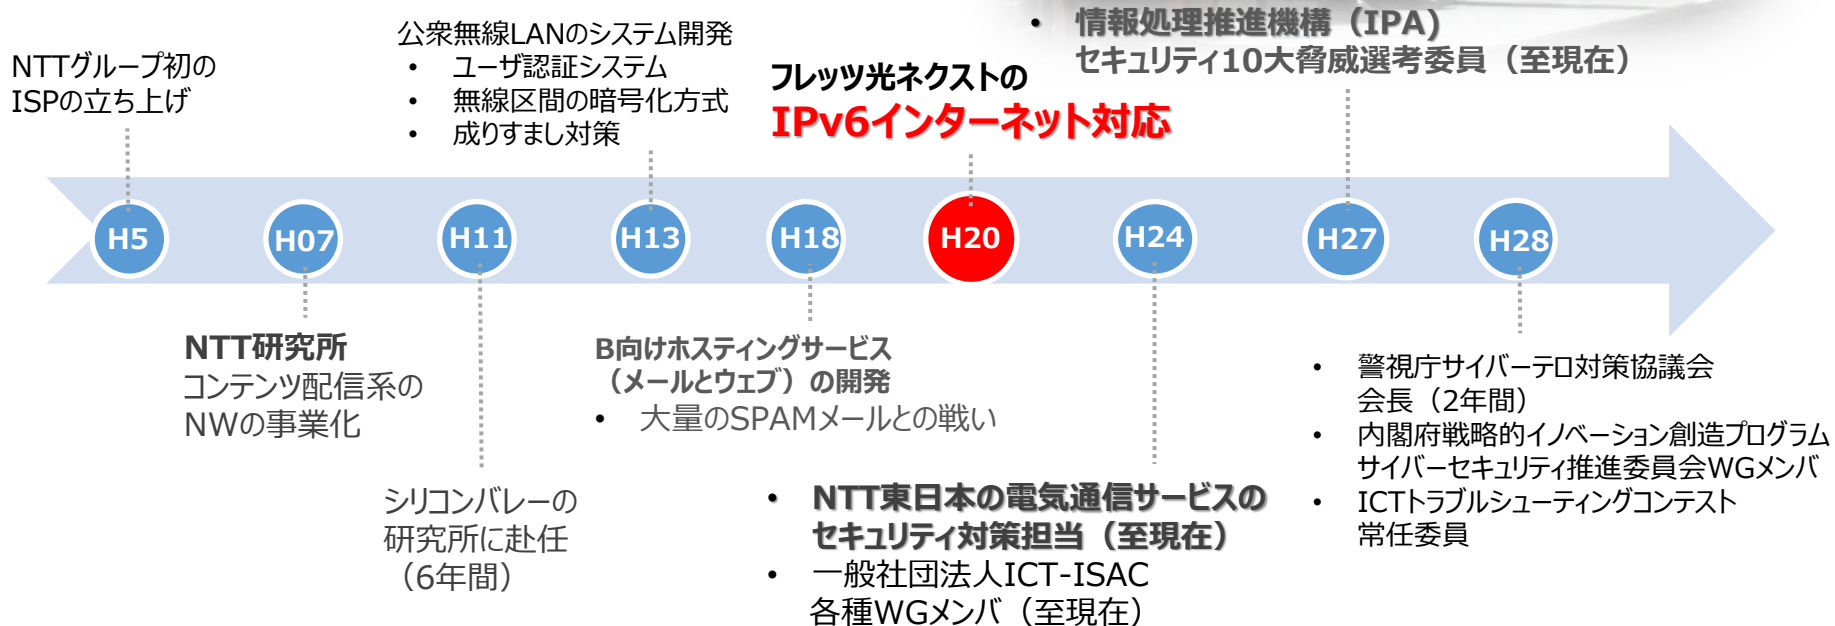 NTTグループ初の
ISPの立ち上げ
公衆無線LANのシステム開発
• ユーザ認証システム
• 無線区間の暗号化方式
• 成りすまし対策
フレッツ光ネクストの
IPv6インターネット対応
• 情報処理推進機構（IPA)
セキュリティ10大脅威選考委員（至現在）
H5
H07
H11
H13
H18
H20
H24
H27
H28
NTT研究所
コンテンツ配信系の
NWの事業化
シリコンバレーの
研究所に赴任
（6年間）
B向けホスティングサービス
（メールとウェブ）の開発
• 大量のSPAMメールとの戦い
• NTT東日本の電気通信サービスの
セキュリティ対策担当（至現在）
• 一般社団法人ICT-ISAC
各種WGメンバ（至現在）
• 警視庁サイバーテロ対策協議会
会長（2年間）
• 内閣府戦略的イノベーション創造プログラム
サイバーセキュリティ推進委員会WGメンバ
• ICTトラブルシューティングコンテスト
常任委員